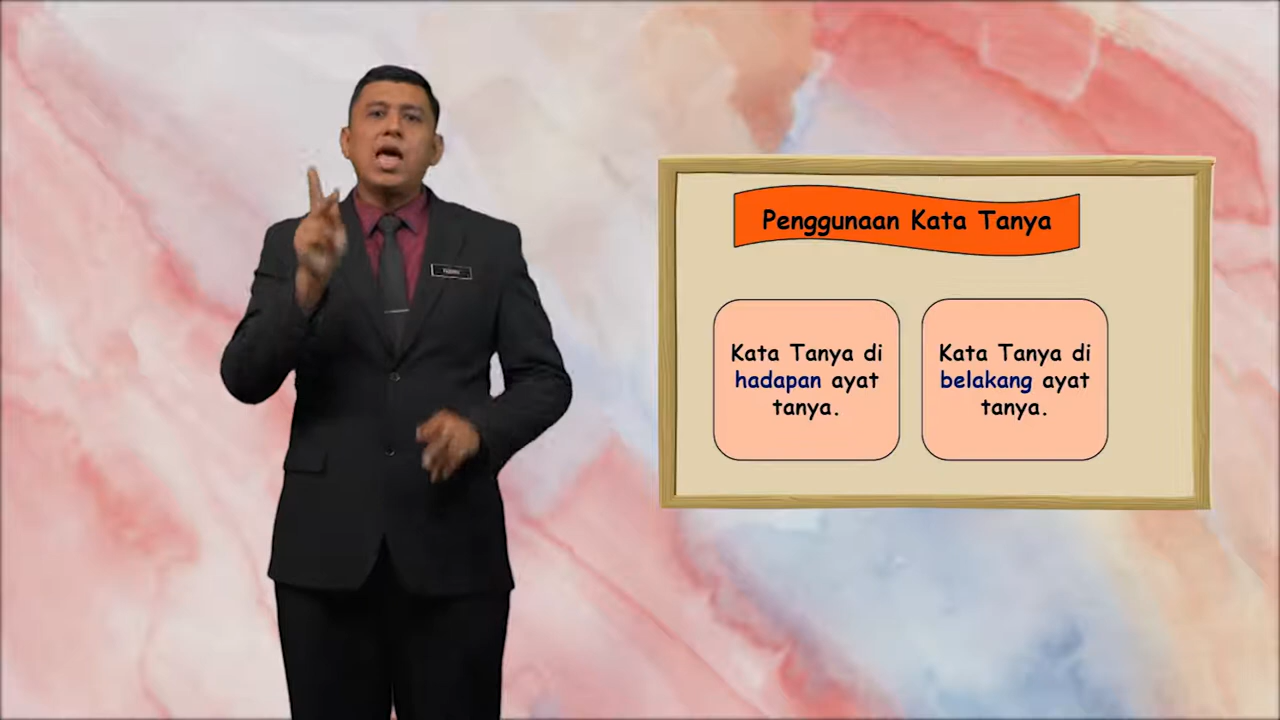 Penggunaan Kata Tanya
Kata Tanya di
hadapan ayat
tanya.
Kata Tanya di
belakang ayat
tanya.